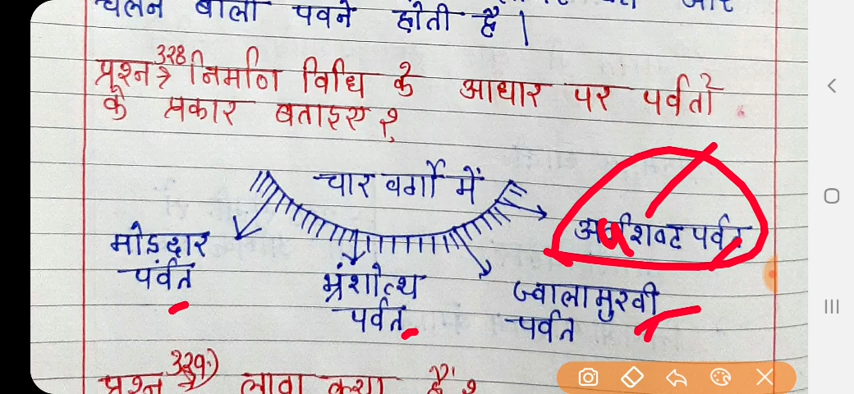 चलने वाली पवने होती है।
प्रश्न 328 → निर्माण विधि के आधार पर पर्वतों
के प्रकार बताइए?
चार वर्गों में
मोड़दार
पर्वत
भ्रंशोत्थ
पर्वत
ज्वालामुखी
पर्वत
अवशिष्ट पर्वत
प्रश्न 329 → लावा क्या है?